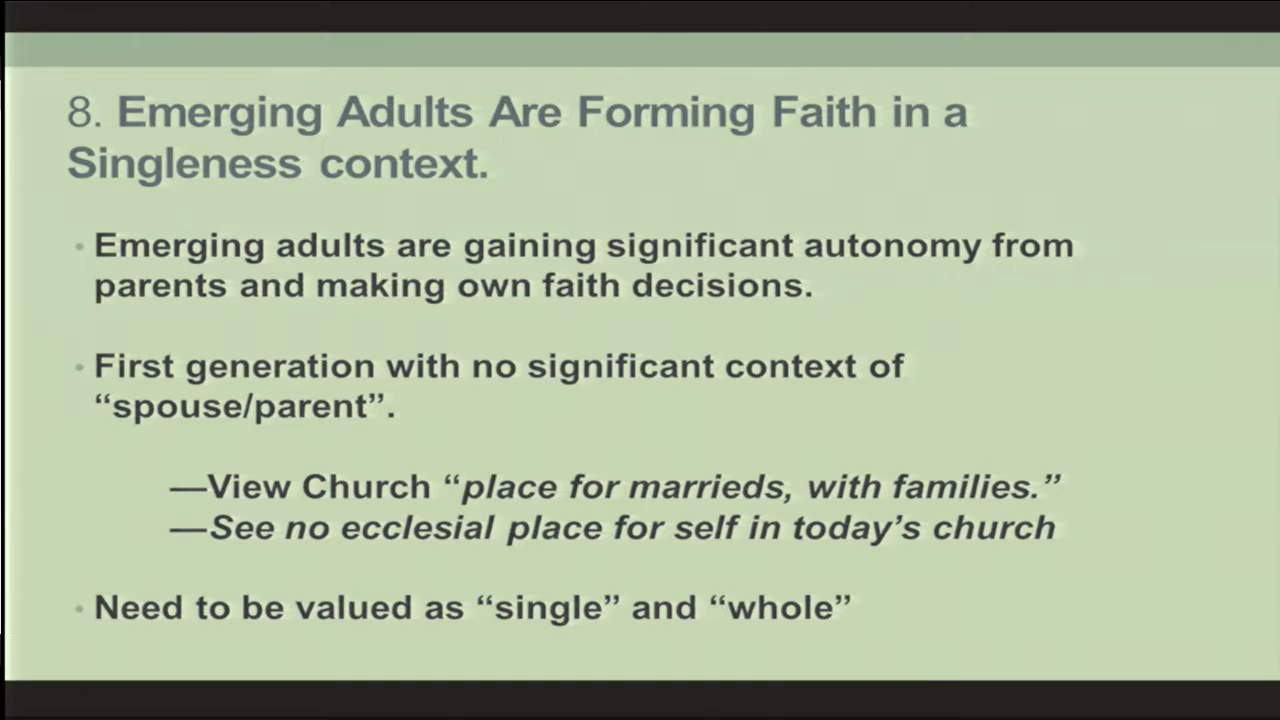 8. Emerging Adults Are Forming Faith in a
Singleness context.
• Emerging adults are gaining significant autonomy from
parents and making own faith decisions.
• First generation with no significant context of
“spouse/parent”.
—View Church “place for marrieds, with families.”
—See no ecclesial place for self in today’s church
• Need to be valued as “single” and “whole”